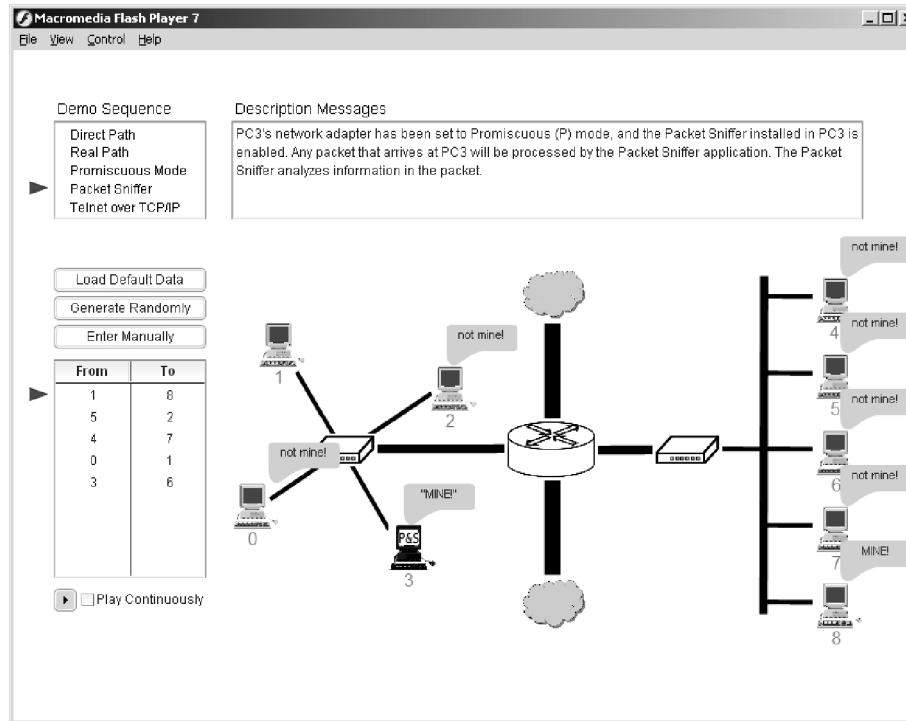 Macromedia Flash Player 7
File View Control Help
Demo Sequence
Direct Path
Real Path
Promiscuous Mode
Packet Sniffer
Telnet over TCP/IP
Description Messages
PC3's network adapter has been set to Promiscuous (P) mode, and the Packet Sniffer installed in PC3 is
enabled. Any packet that arrives at PC3 will be processed by the Packet Sniffer application. The Packet
Sniffer analyzes information in the packet.
Load Default Data
Generate Randomly
Enter Manually
From To
1 8
5 2
4 7
0 1
3 6
Play Continuously
1
not mine!
2
not mine!
0
"MINE!"
P&S
3
not mine!
4
not mine!
5
not mine!
6
not mine!
7
MINE!
8